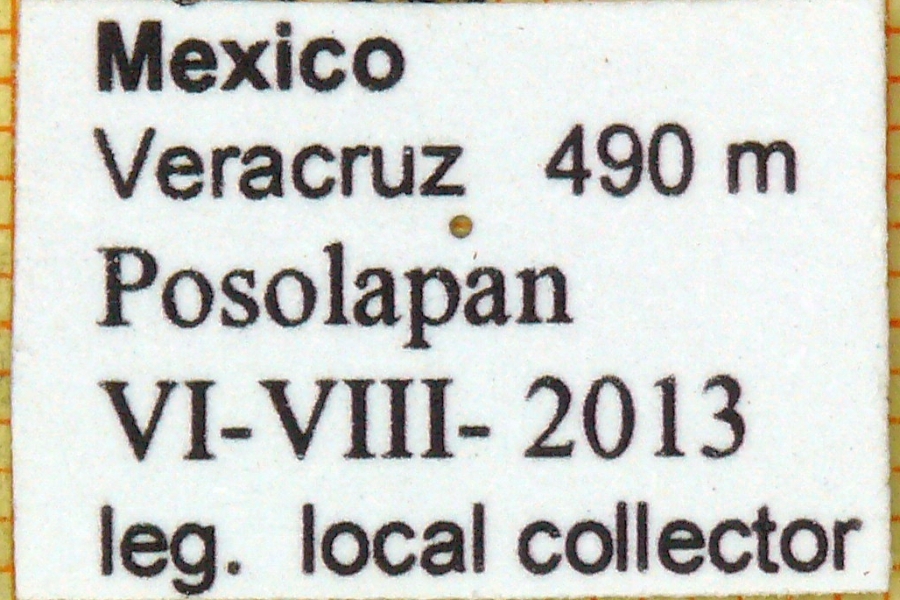 Mexico
Veracruz 490 m
Posolapan
VI-VIII- 2013
leg. local collector